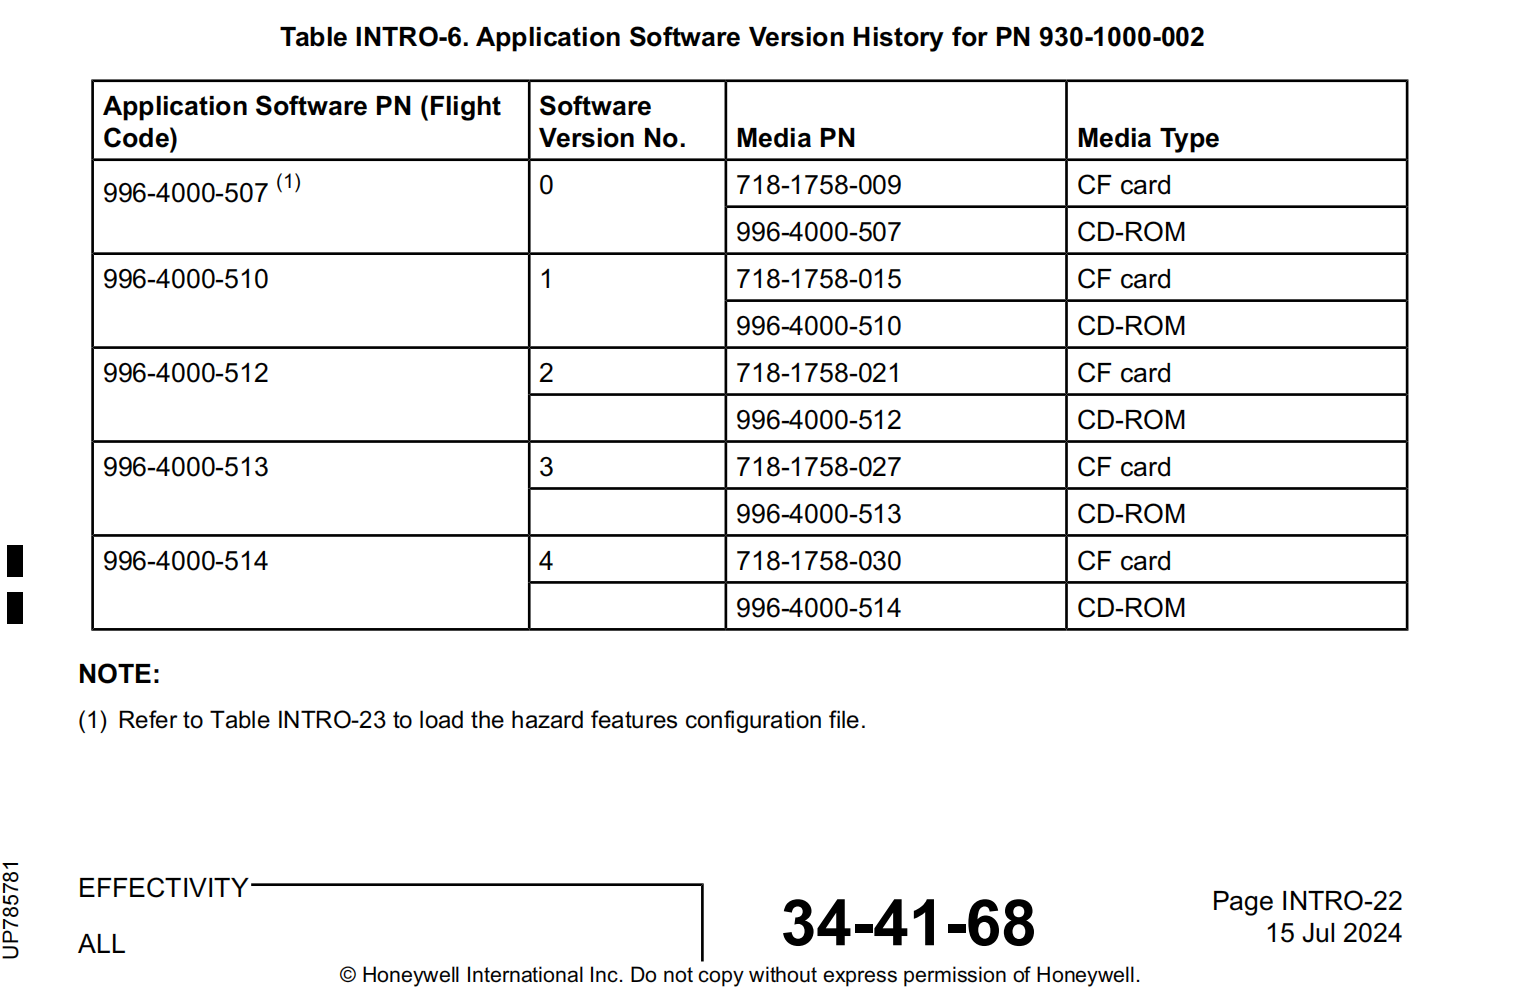 Table INTRO-6. Application Software Version History for PN 930-1000-002
Application Software PN (Flight Code) Software Version No. Media PN Media Type
996-4000-507 (1) 0 718-1758-009 CF card
996-4000-507 CD-ROM
996-4000-510 1 718-1758-015 CF card
996-4000-510 CD-ROM
996-4000-512 2 718-1758-021 CF card
996-4000-512 CD-ROM
996-4000-513 3 718-1758-027 CF card
996-4000-513 CD-ROM
996-4000-514 4 718-1758-030 CF card
996-4000-514 CD-ROM
NOTE:
(1) Refer to Table INTRO-23 to load the hazard features configuration file.
UP785781
EFFECTIVITY
ALL
34-41-68
Page INTRO-22
15 Jul 2024
© Honeywell International Inc. Do not copy without express permission of Honeywell.